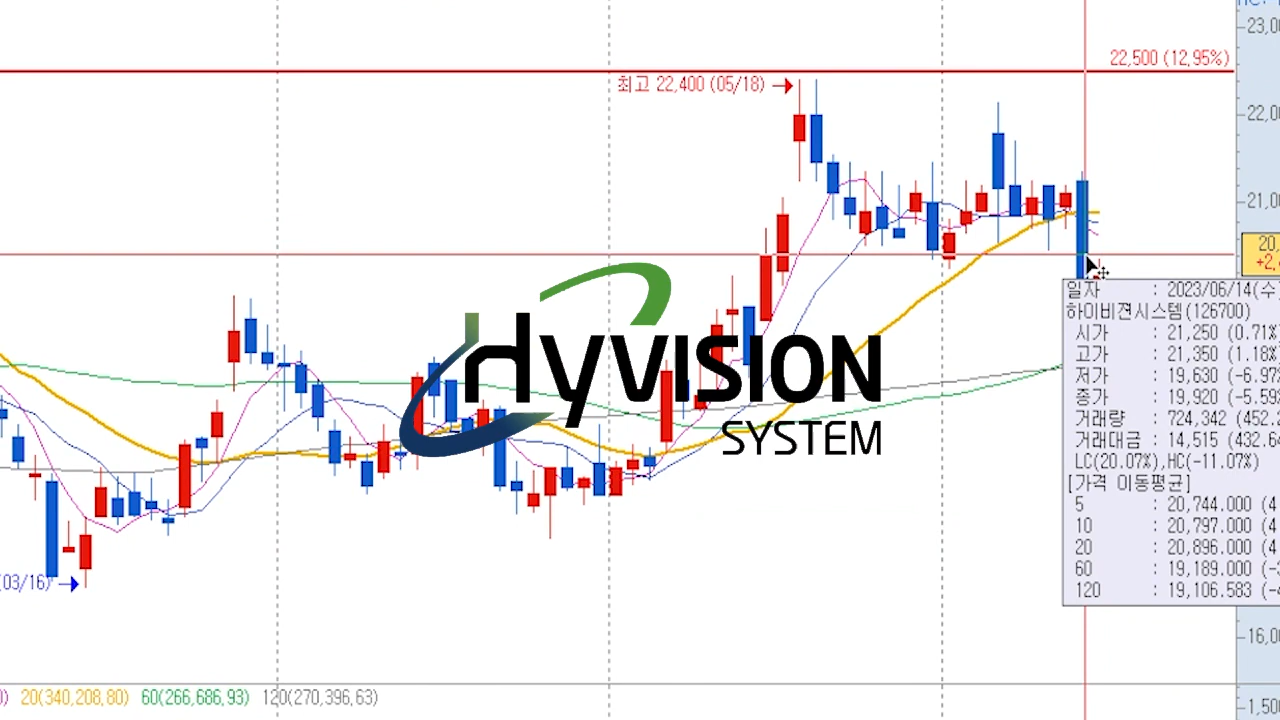 23,00
22,500 (12,95%)
최고 22,400 (05/18)
22,00
21,00
20,
+2,
HyVISION
SYSTEM
일자 : 2023/06/14(수
하이비젼시스템(126700)
시가 : 21,250 (0.71%
고가 : 21,350 (1.18%
저가 : 19,630 (-6.97%
종가 : 19,920 (-5.59%
거래량 : 724,342 (452.
거래대금 : 14,515 (432.6
LC(20.07%),HC(-11.07%)
[가격 이동평균]
5 : 20,744.000 (4
10 : 20,797.000 (4
20 : 20,896.000 (4
60 : 19,189.000 (-
120 : 19,106.583 (-4
(03/16)
16,00
20(340,208,80) 60(266,686,93) 120(270,396,63)
1,50